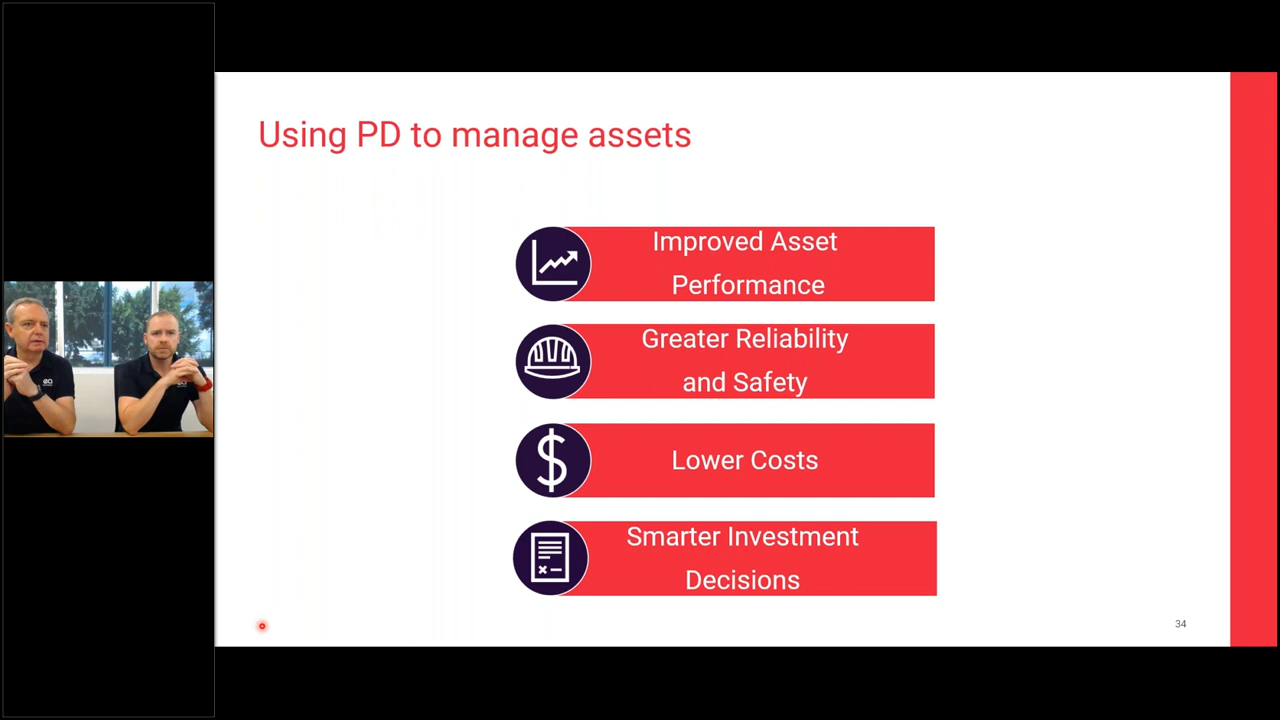 Using PD to manage assets
Improved Asset
Performance
Greater Reliability
and Safety
$
Lower Costs
Smarter Investment
Decisions
34